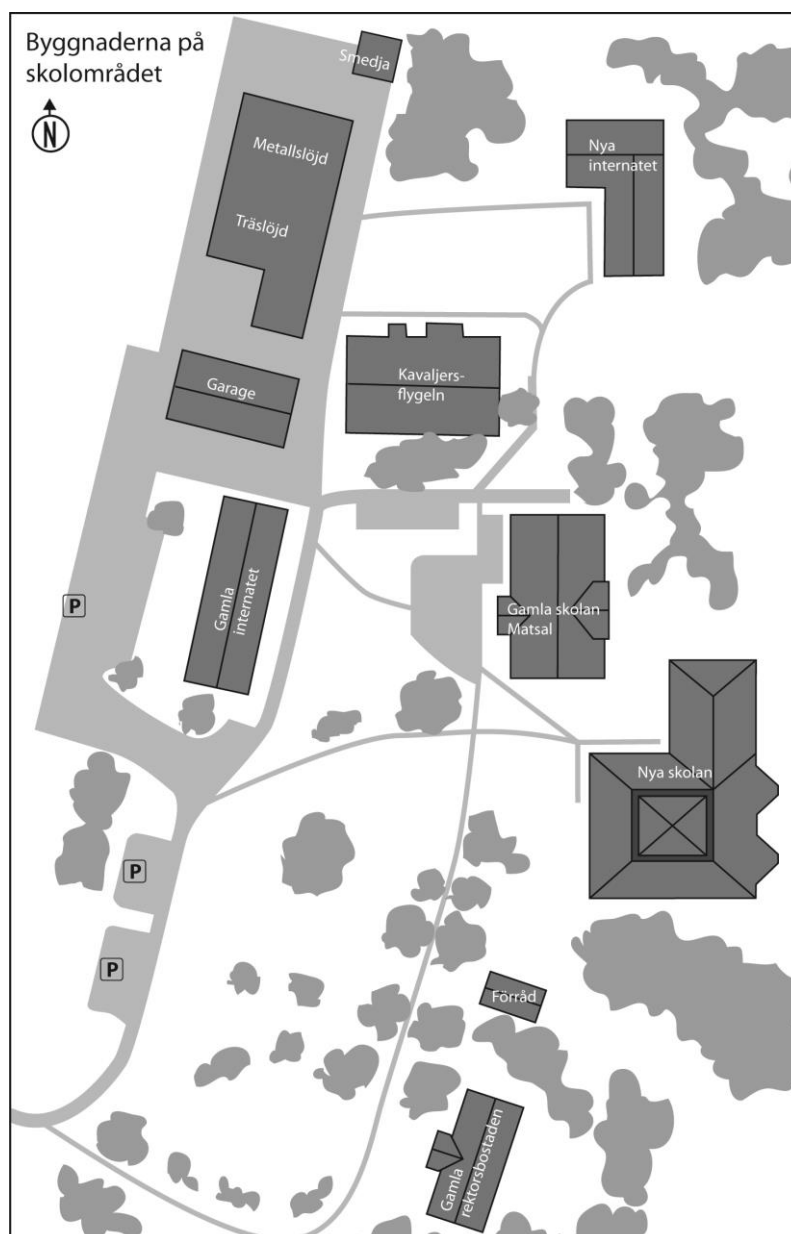 Byggnaderna på
skolområdet
N
Smedja
Metallslöjd
Träslöjd
Nya
internatet
Garage
Kavaljers-
flygeln
Gamla
internatet
P
Gamla skolan
Matsal
Nya skolan
P
P
Förråd
Gamla
rektorsbostaden